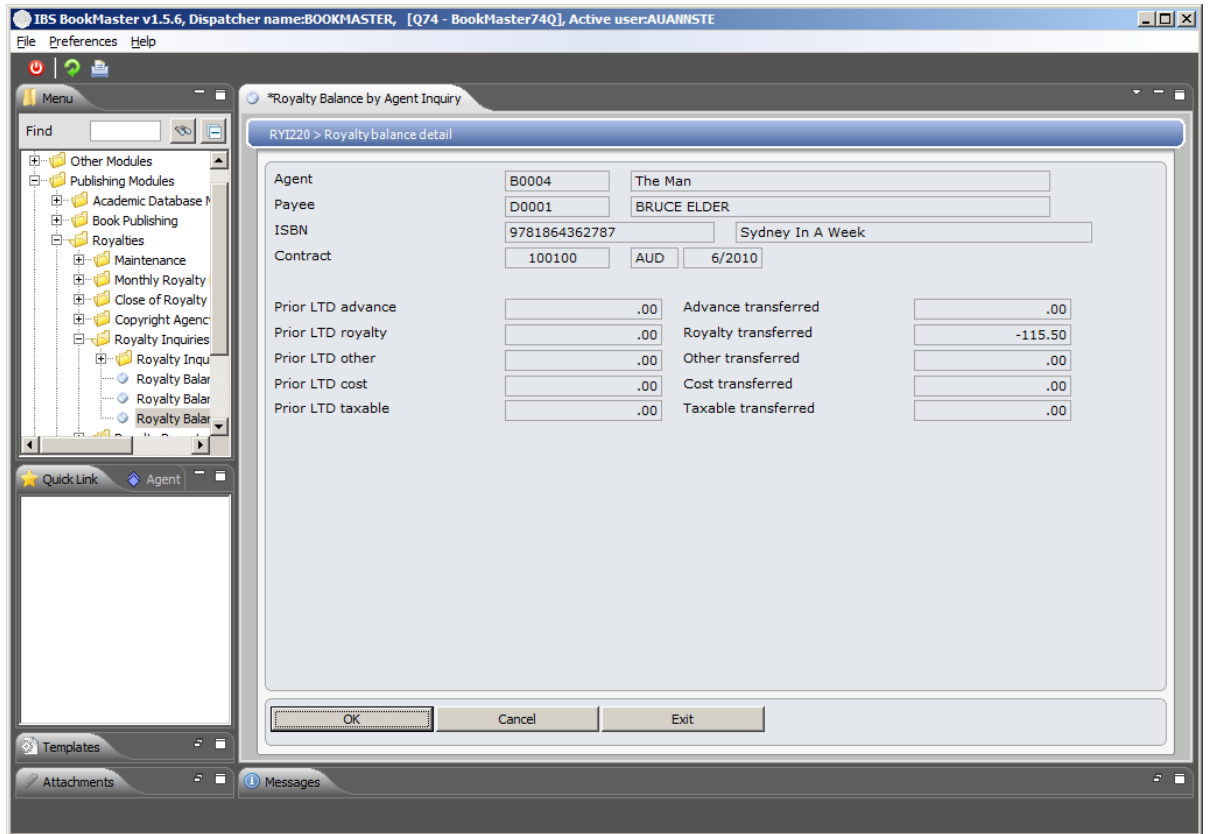 IBS BookMaster v1.5.6, Dispatcher name:BOOKMASTER, [Q74 - BookMaster74Q], Active user:AUANNSTE
File Preferences Help
Menu
Find
Other Modules
Publishing Modules
Academic Database
Book Publishing
Royalties
Maintenance
Monthly Royalty
Close of Royalty
Copyright Agenc
Royalty Inquiries
Royalty Inqu
Royalty Balar
Royalty Balar
Royalty Balar
Quick Link Agent
Templates
Attachments
*Royalty Balance by Agent Inquiry
RYI220 > Royalty balance detail
Agent B0004 The Man
Payee D0001 BRUCE ELDER
ISBN 9781864362787 Sydney In A Week
Contract 100100 AUD 6/2010
Prior LTD advance .00 Advance transferred .00
Prior LTD royalty .00 Royalty transferred -115.50
Prior LTD other .00 Other transferred .00
Prior LTD cost .00 Cost transferred .00
Prior LTD taxable .00 Taxable transferred .00
OK Cancel Exit
Messages